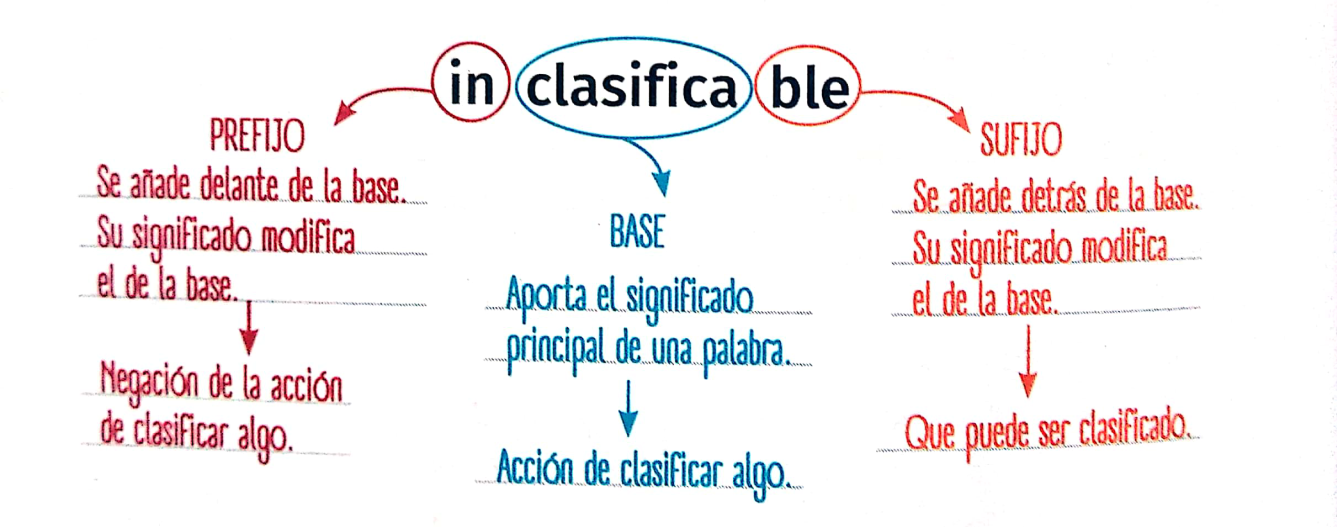 in clasifica ble
PREFIJO
Se añade delante de la base.
Su significado modifica
el de la base.
Negación de la acción
de clasificar algo.
BASE
Aporta el significado
principal de una palabra.
Acción de clasificar algo.
SUFIJO
Se añade detrás de la base.
Su significado modifica
el de la base.
Que puede ser clasificado.